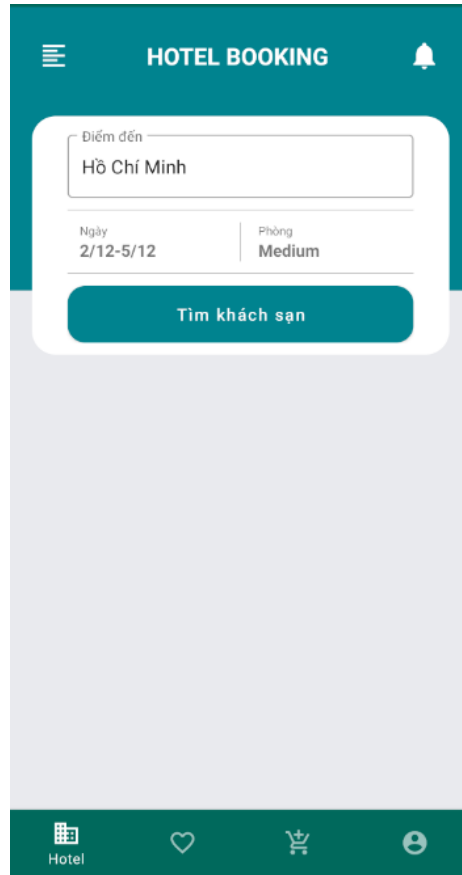 HOTEL BOOKING
Điểm đến
Hồ Chí Minh
Ngày
Phòng
2/12-5/12
Medium
Tìm khách sạn
Hotel